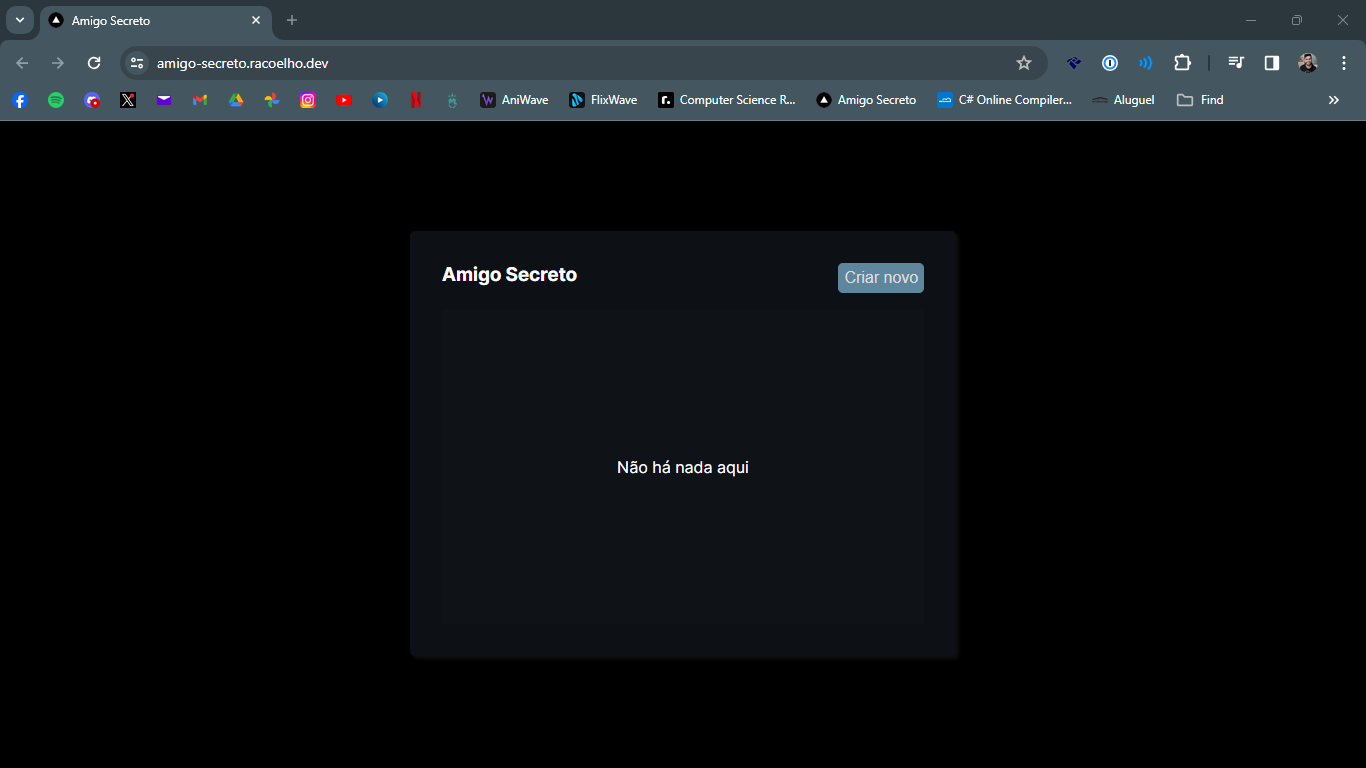 Amigo Secreto
amigo-secreto.racoelho.dev
AniWave FlixWave Computer Science R... Amigo Secreto C# Online Compiler... Aluguel Find
Amigo Secreto
Criar novo
Não há nada aqui